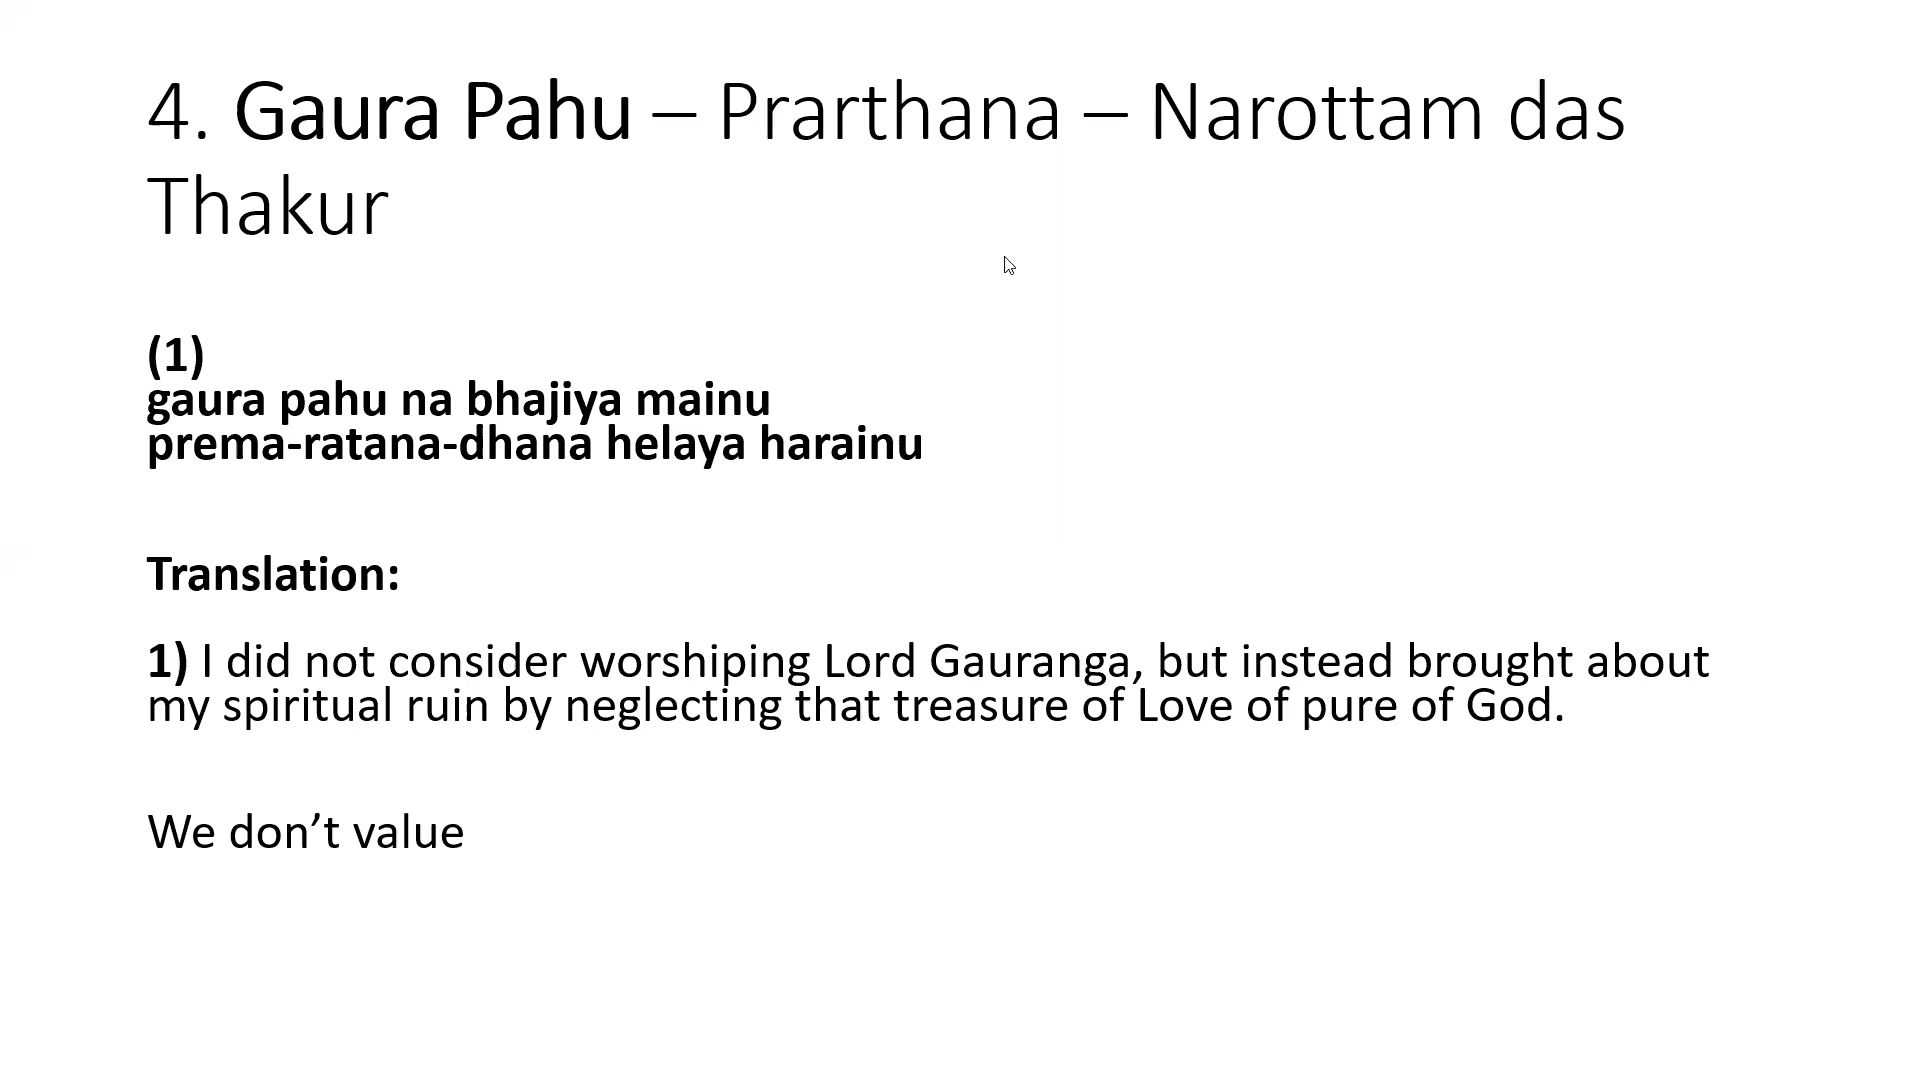 4. Gaura Pahu – Prarthana – Narottam das
Thakur
(1)
gaura pahu na bhajiya mainu
prema-ratana-dhana helaya harainu
Translation:
1) I did not consider worshiping Lord Gauranga, but instead brought about
my spiritual ruin by neglecting that treasure of Love of pure of God.
We don’t value